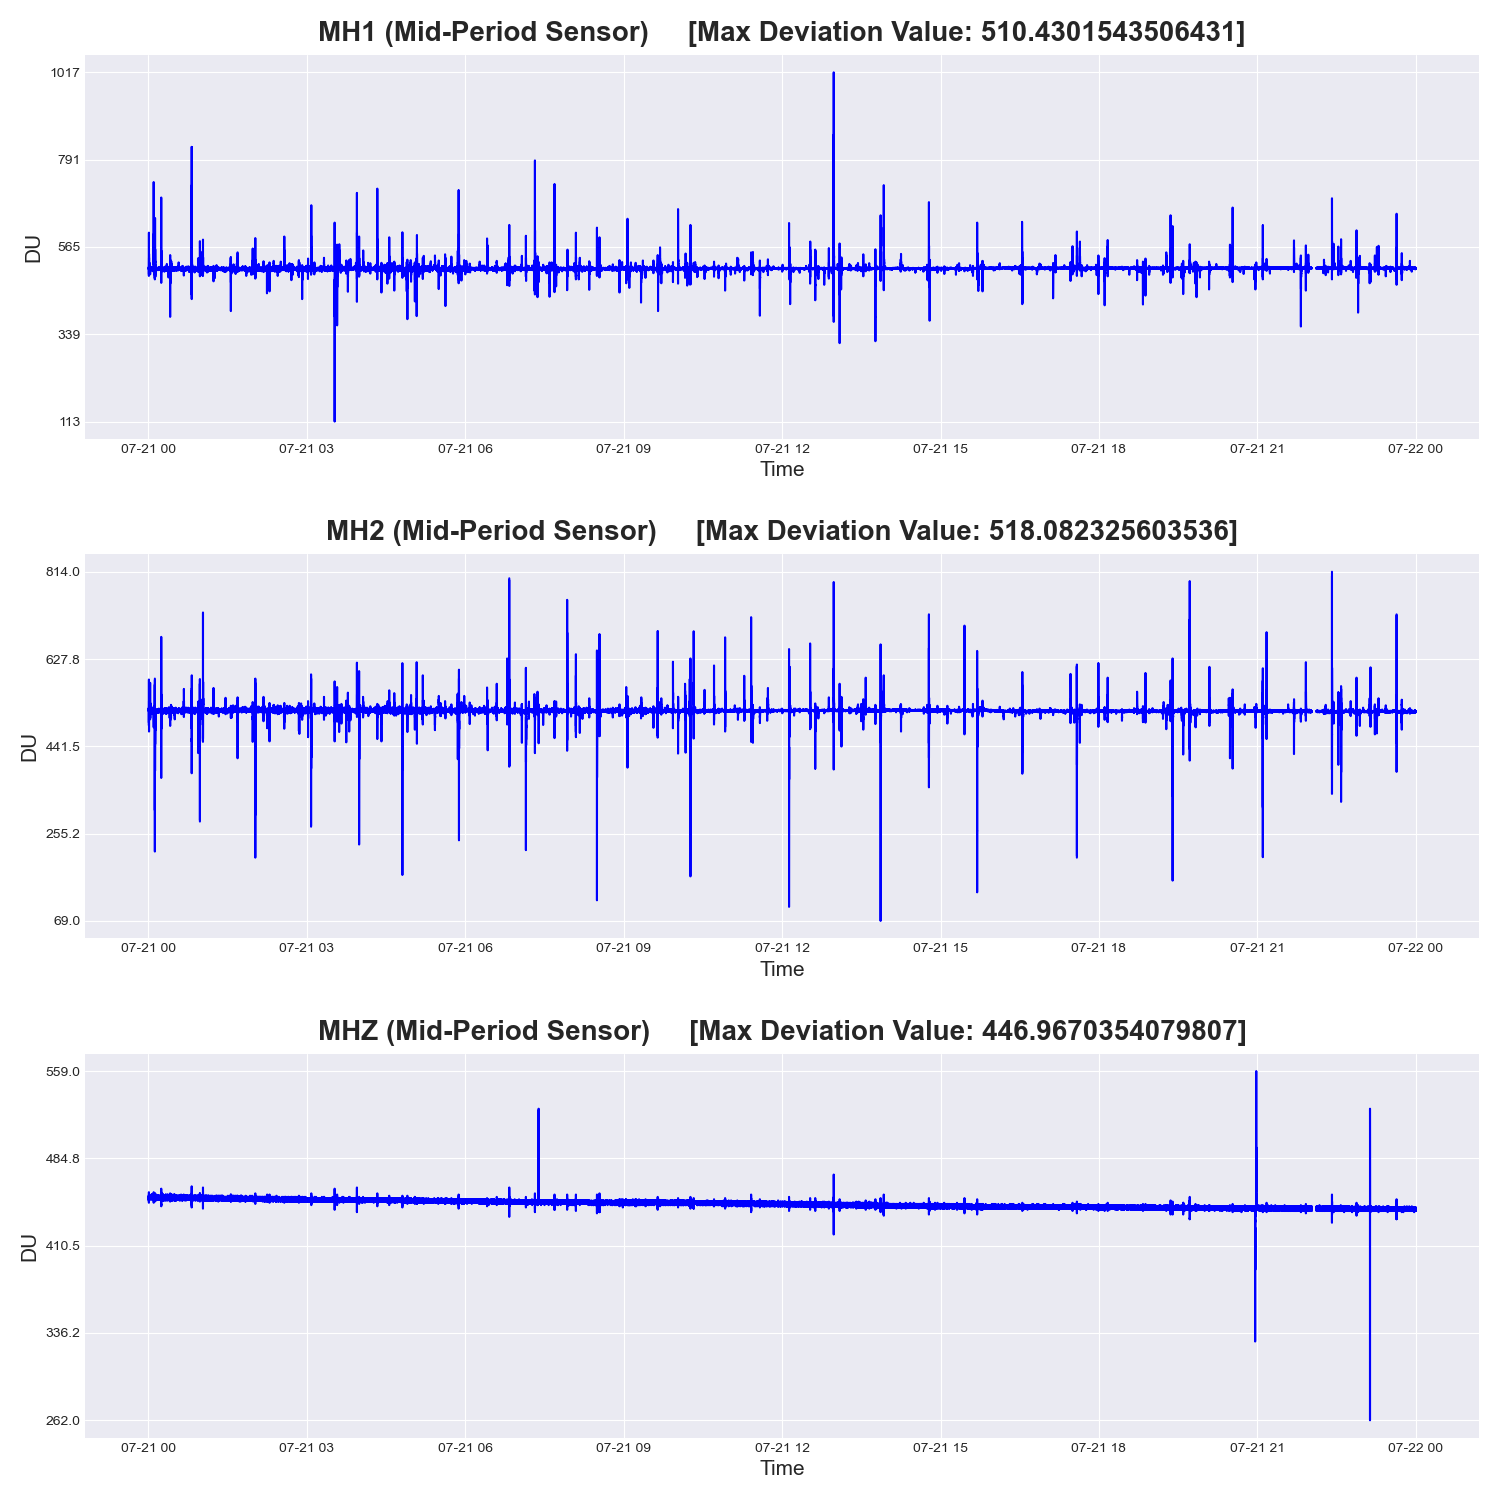 MH1 (Mid-Period Sensor) [Max Deviation Value: 510.4301543506431]
1017
791
565
339
113
DU
07-21 00 07-21 03 07-21 06 07-21 09 07-21 12 07-21 15 07-21 18 07-21 21 07-22 00
Time
MH2 (Mid-Period Sensor) [Max Deviation Value: 518.082325603536]
814.0
627.8
441.5
255.2
69.0
DU
07-21 00 07-21 03 07-21 06 07-21 09 07-21 12 07-21 15 07-21 18 07-21 21 07-22 00
Time
MHZ (Mid-Period Sensor) [Max Deviation Value: 446.9670354079807]
559.0
484.8
410.5
336.2
262.0
DU
07-21 00 07-21 03 07-21 06 07-21 09 07-21 12 07-21 15 07-21 18 07-21 21 07-22 00
Time